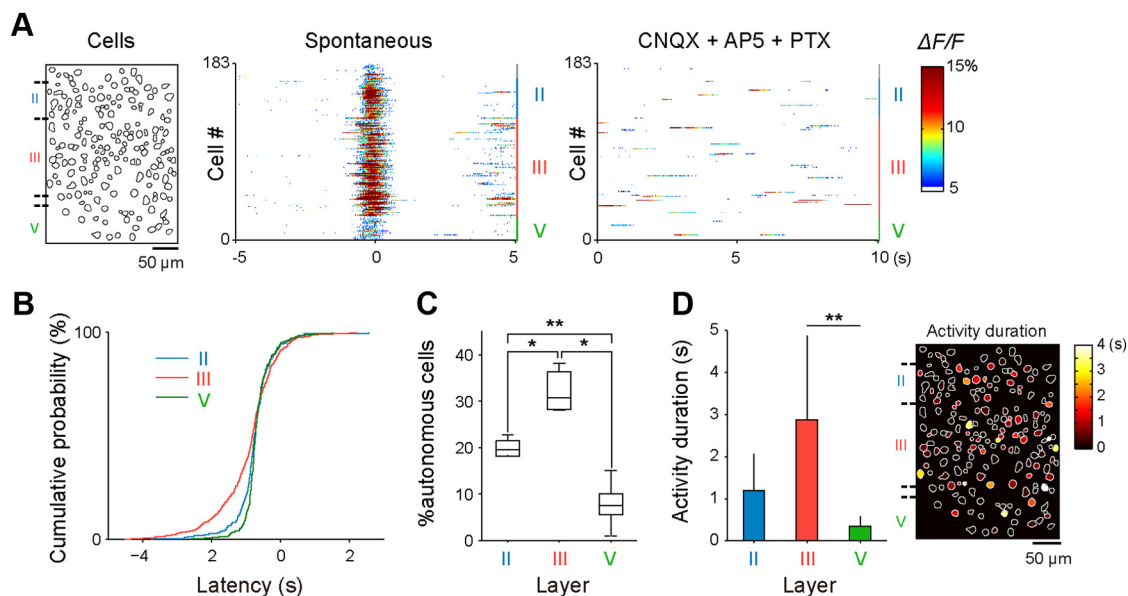 A
Cells
II
III
V
50 µm
Spontaneous
183
Cell #
0
-5
0
5
II
III
V
CNQX + AP5 + PTX
183
Cell #
0
0
5
10 (s)
II
III
V
ΔF/F
15%
10
5
B
Cumulative probability (%)
100
0
II
III
V
−4
2
0
2
Latency (s)
C
%autonomous cells
40
30
20
10
0
**
*
*
II
III
V
Layer
D
Activity duration (s)
5
4
3
2
1
0
**
II
III
V
Layer
Activity duration
II
III
V
4 (s)
3
2
1
0
50 µm